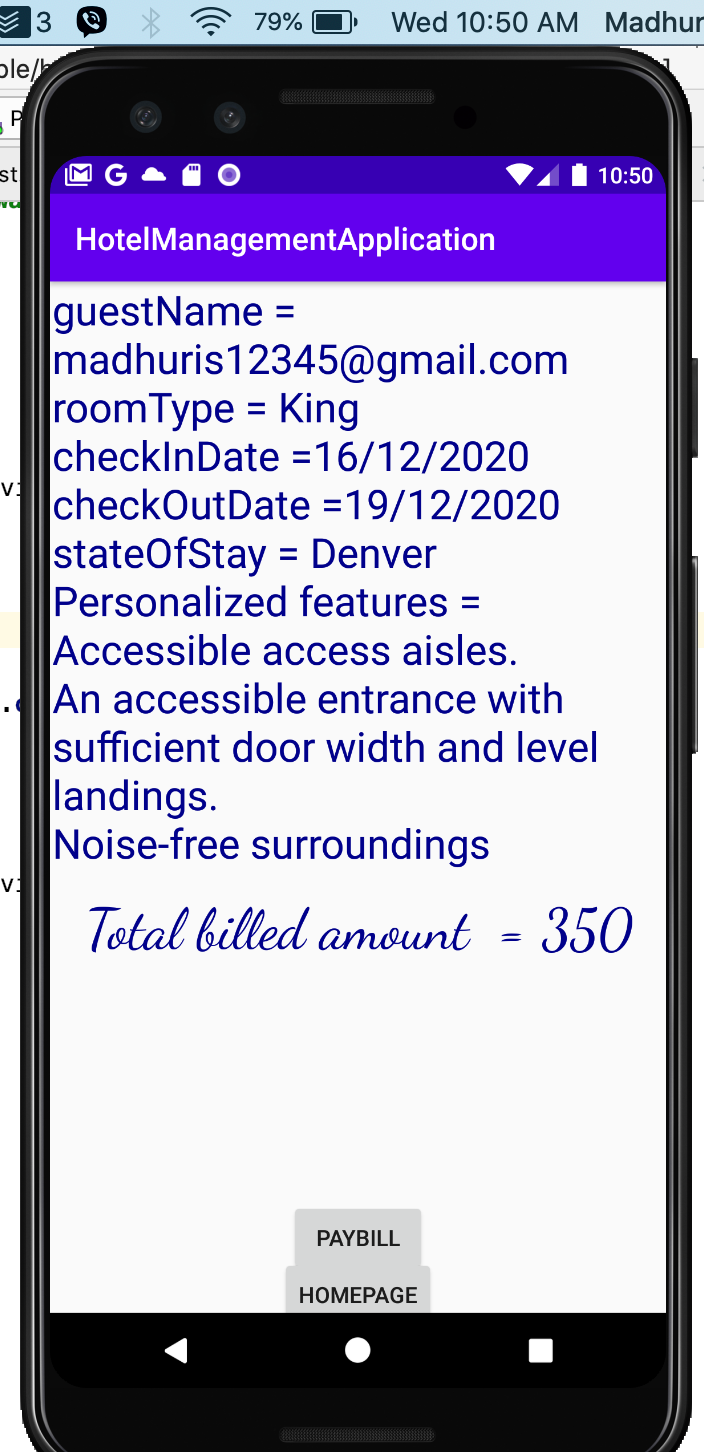 3 79% Wed 10:50 AM Madhur
10:50
HotelManagementApplication
guestName =
madhuris12345@gmail.com
roomType = King
checkInDate =16/12/2020
checkOutDate =19/12/2020
stateOfStay = Denver
Personalized features =
Accessible access aisles.
An accessible entrance with
sufficient door width and level
landings.
Noise-free surroundings
Total billed amount = 350
PAYBILL
HOMEPAGE